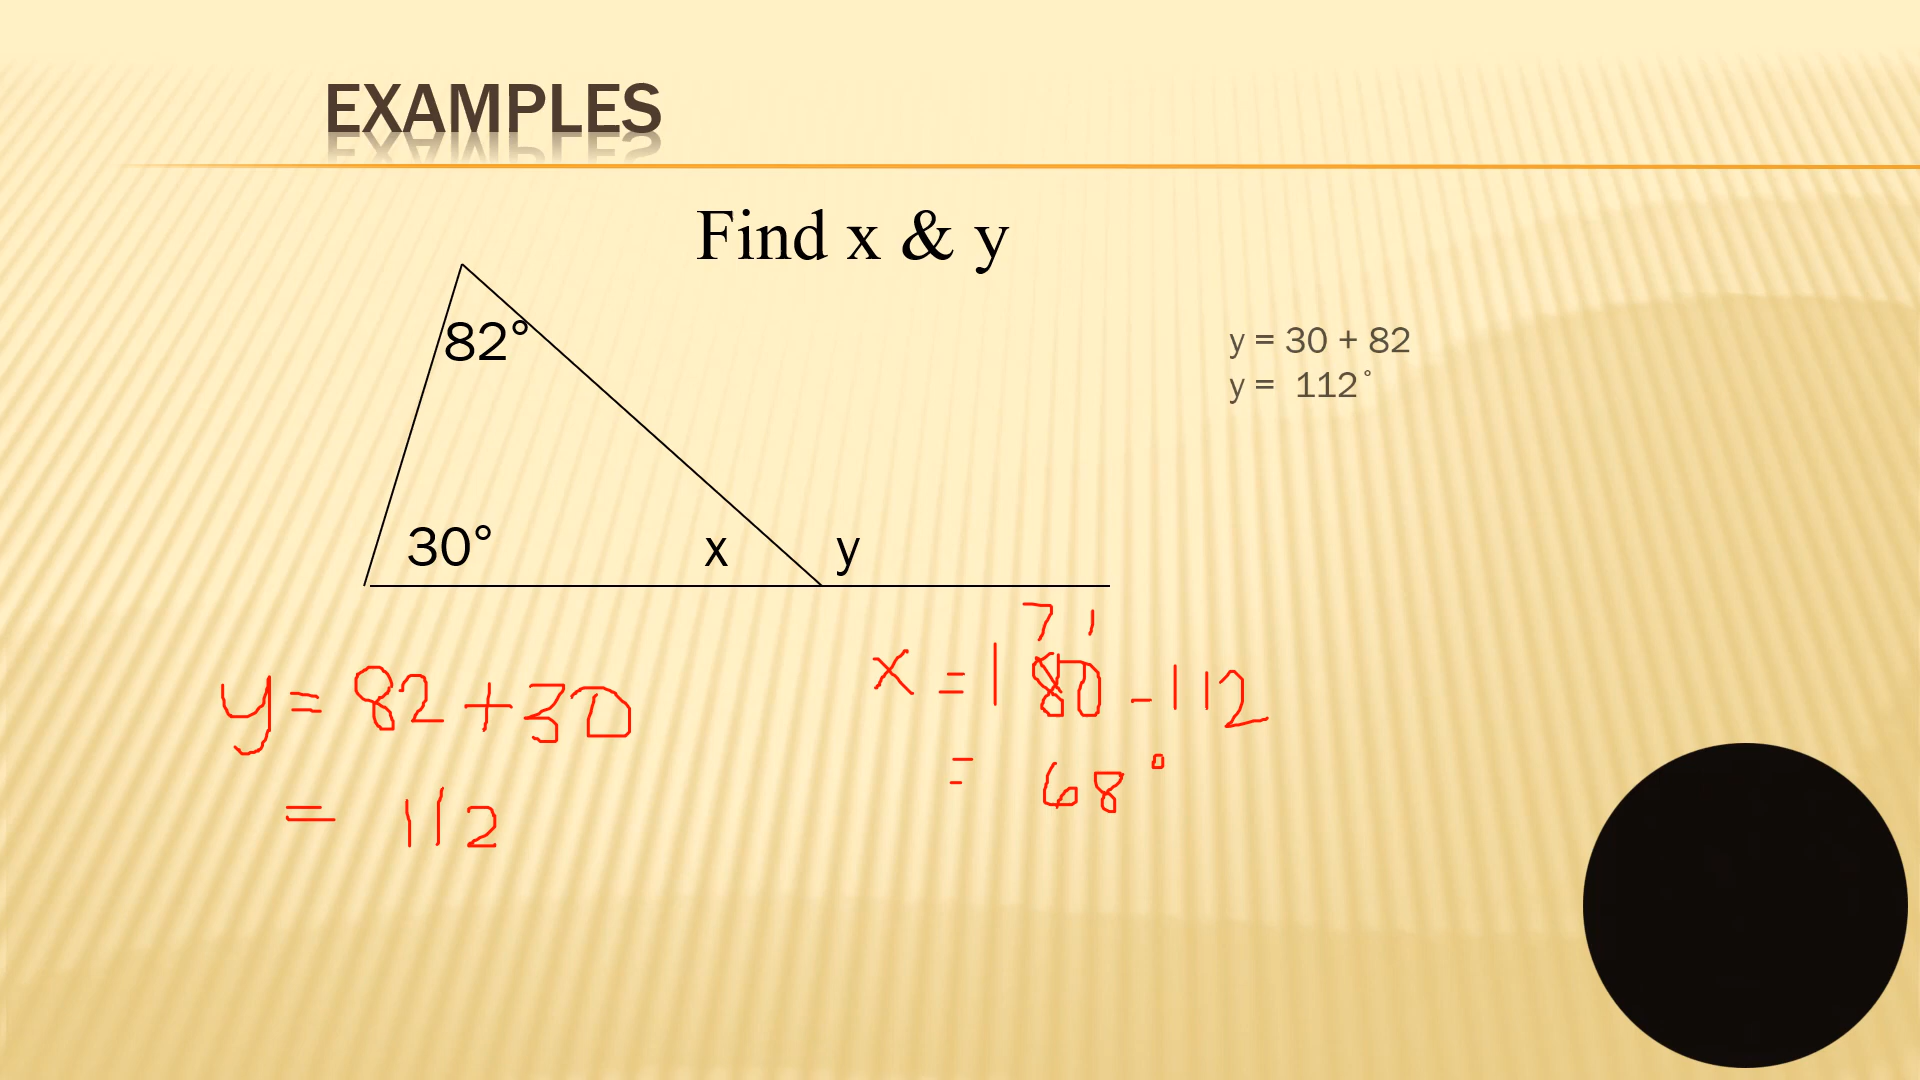 EXAMPLES
Find x & y
82°
y = 30 + 82
y = 112°
30°
x
y
7 1
y = 82 + 30
x = 180 - 112
= 112
= 68°